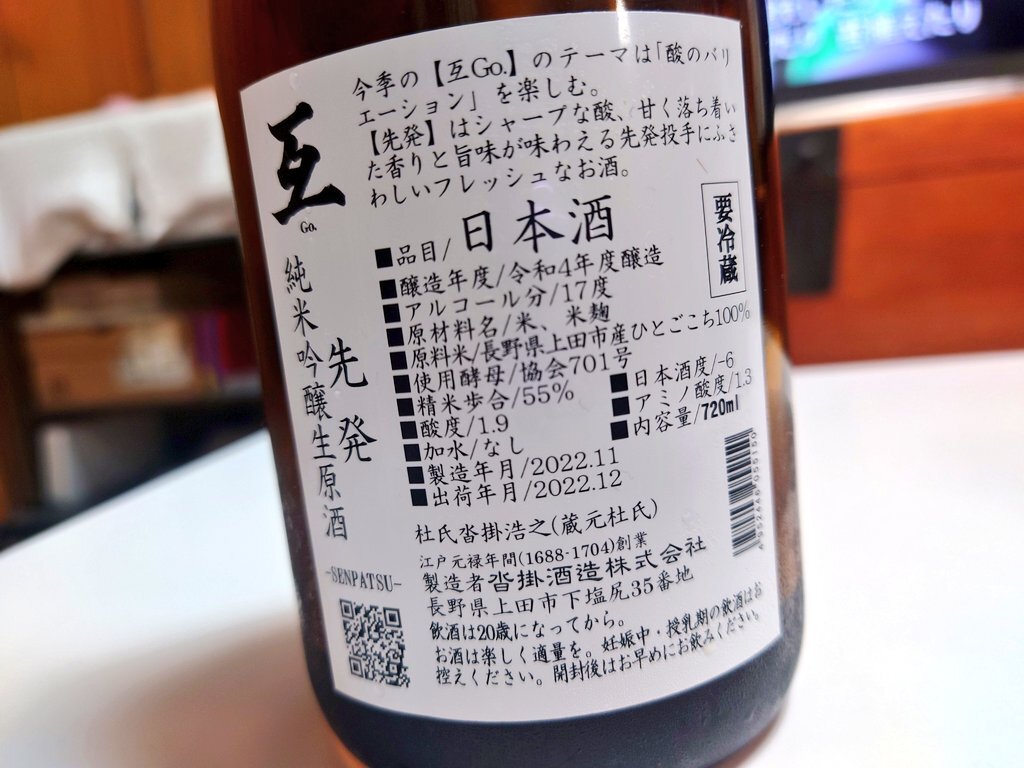 今季の【互Go.】のテーマは「酸のバリ
エーション」を楽しむ。
【先発】はシャープな酸、甘く落ち着い
た香りと旨味が味わえる先発投手にふさ
わしいフレッシュなお酒。
互
Go.
純米吟醸生原酒
先発
-SENPATSU-
要冷蔵
■品目/日本酒
■醸造年度/令和4年度醸造
■アルコール分/17度
■原材料名/米、米麹
■原料米/長野県上田市産ひとごこち100%
■使用酵母/協会701号
■精米歩合/55%
■酸度/1.9
■加水/なし
■製造年月/2022.11
■出荷年月/2022.12
■日本酒度/-6
■アミノ酸度/1.3
■内容量/720ml
杜氏沓掛浩之(蔵元杜氏)
江戸元禄年間(1688-1704)創業
製造者沓掛酒造株式会社
長野県上田市下塩尻35番地
飲酒は20歳になってから。
お酒は楽しく適量を。妊娠中・授乳期の飲酒はお
控えください。開封後はお早めにお飲みください。